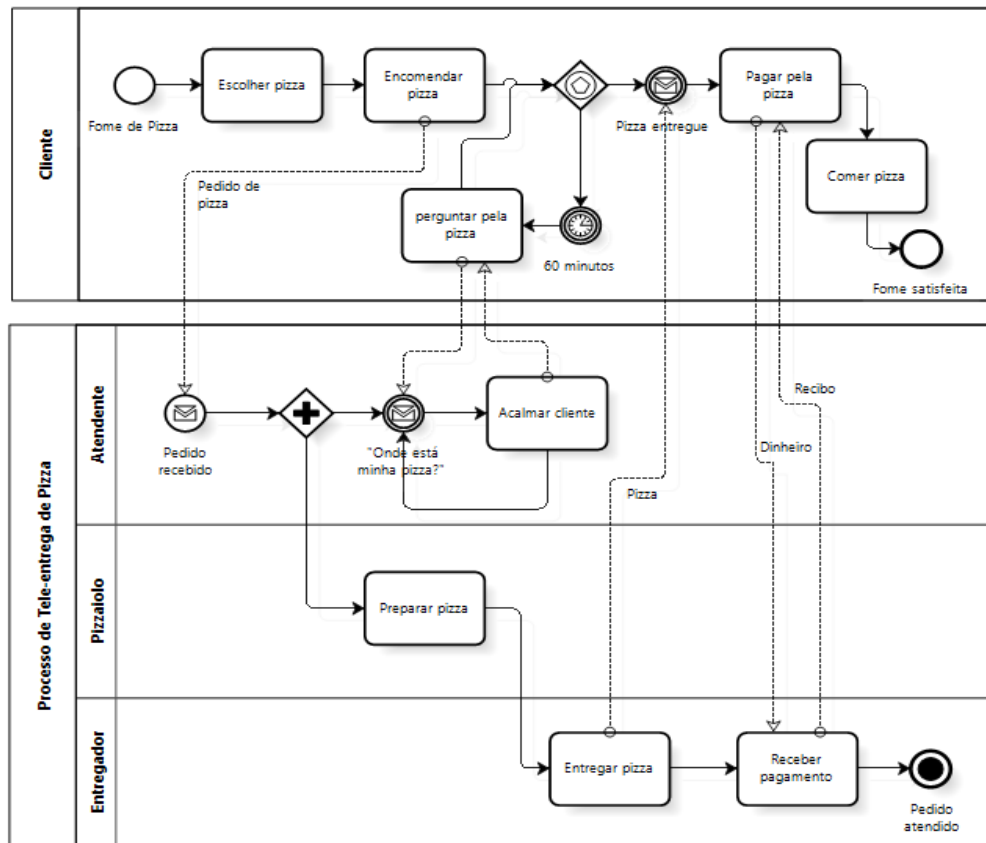 Cliente
Fome de Pizza
Escolher pizza
Encomendar
pizza
Pizza entregue
Pagar pela
pizza
Comer pizza
Fome satisfeita
Pedido de
pizza
perguntar pela
pizza
60 minutos
Processo de Tele-entrega de Pizza
Atendente
Pedido
recebido
"Onde está
minha pizza?"
Acalmar cliente
Recibo
Dinheiro
Pizza
Pizzaiolo
Preparar pizza
Entregador
Entregar pizza
Receber
pagamento
Pedido
atendido